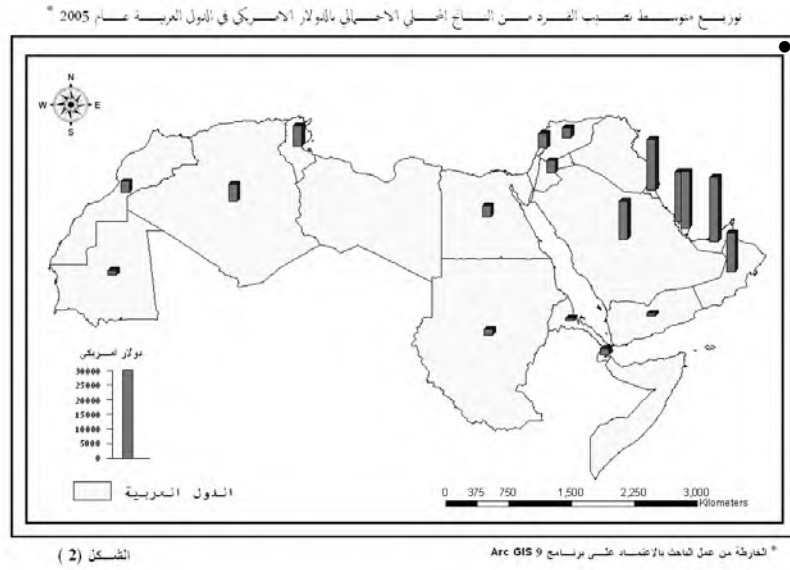 توزيع متوسط نصيب الفرد من الناتج المحلي الاجمالي بالدولار الامريكي في الدول العربية عام 2005 *
N
W E
S
دولار امريكي
30000
25000
20000
15000
10000
5000
0
الدول العربية
0 375 750 1,500 2,250 3,000
Kilometers
* الخارطة من عمل الباحث بالاعتماد على برنامج Arc GIS 9
الشكل (2)